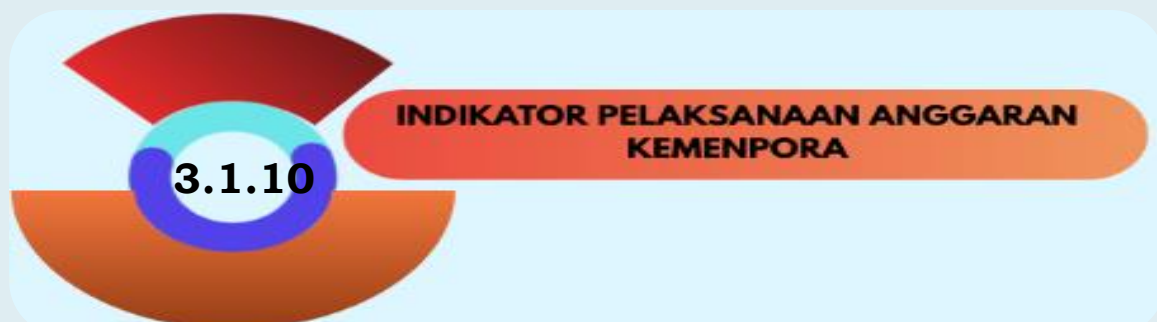 3.1.10
INDIKATOR PELAKSANAAN ANGGARAN
KEMENPORA